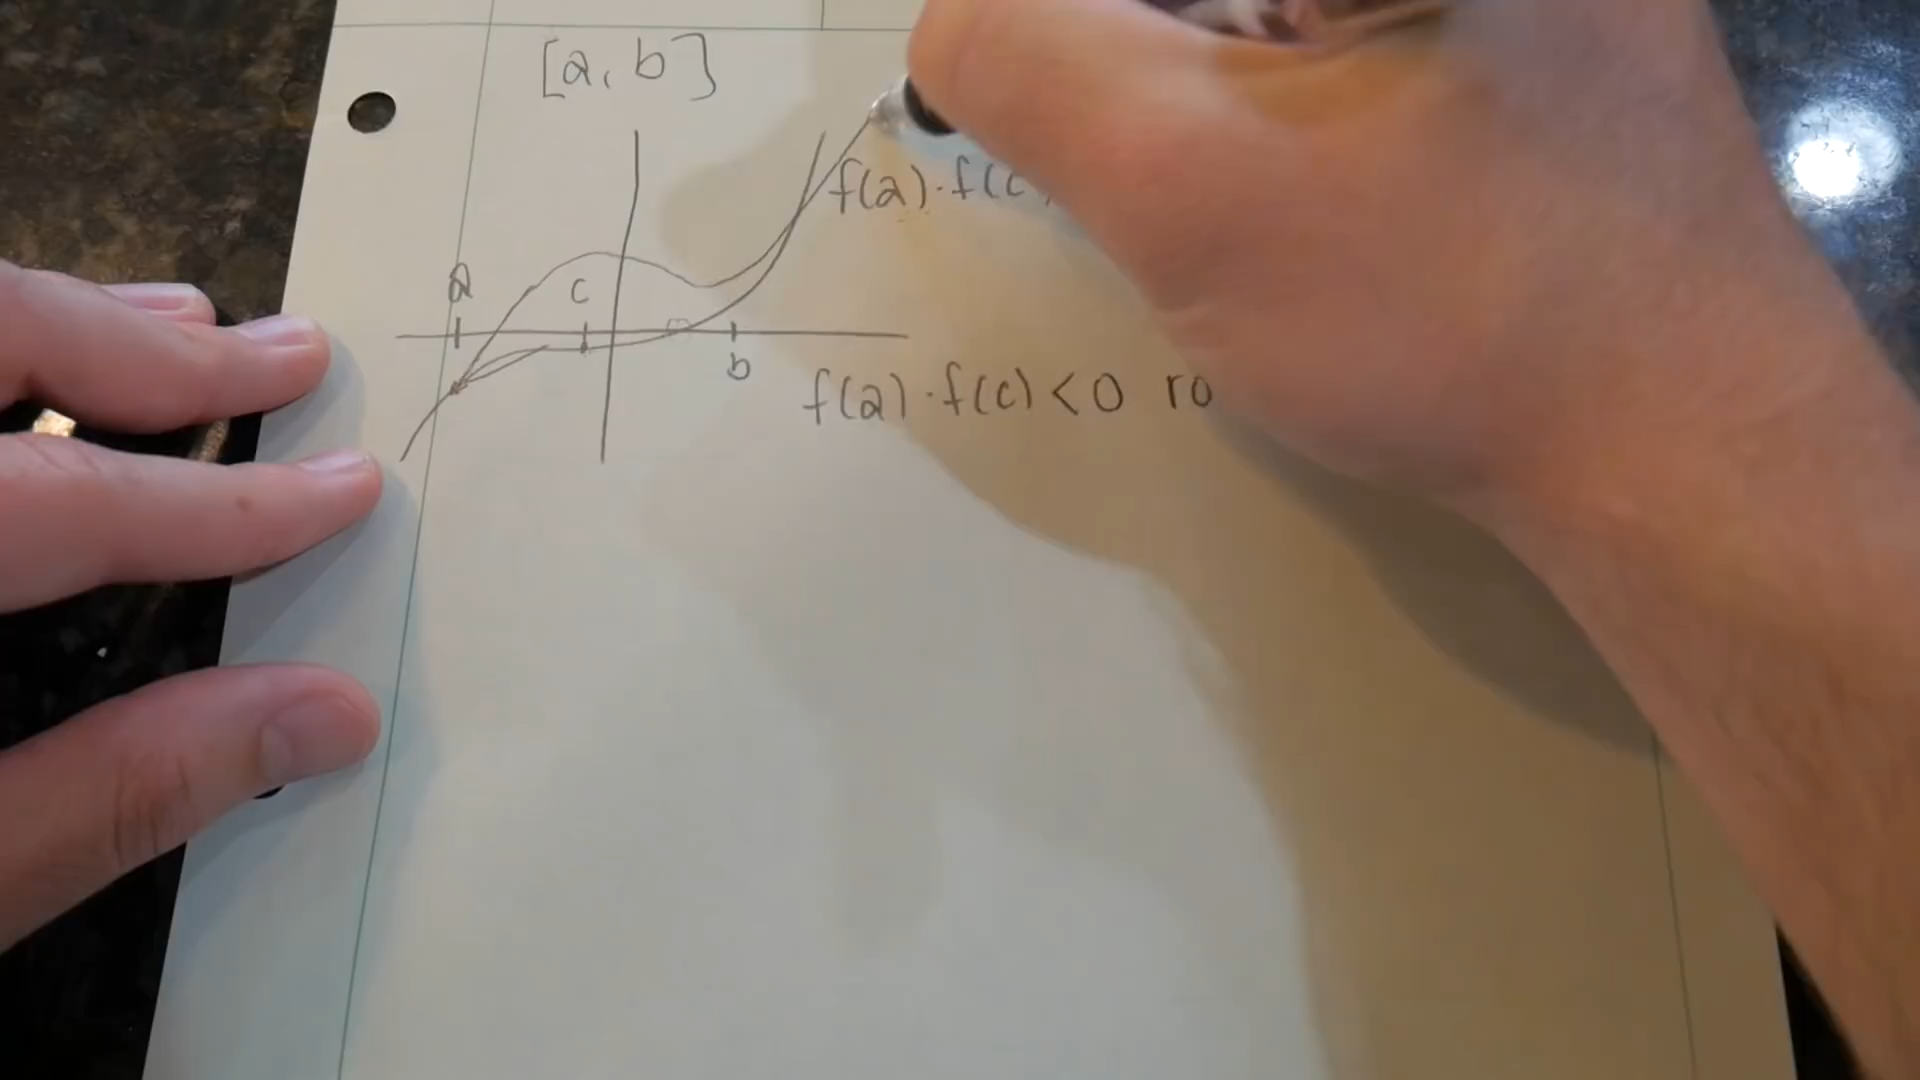 [a, b]
f(a)·f(c
a
c
b
f(a)·f(c)<0 ro